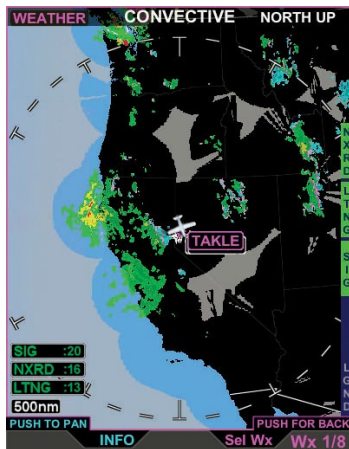 WEATHER CONVECTIVE NORTH UP
N
X
R
D
L
T
N
G
S
I
G
TAKLE
SIG :20
NXRD :16
LTNG :13
500nm
L
G
N
D
PUSH TO PAN PUSH FOR BACK
INFO Sel Wx Wx 1/8